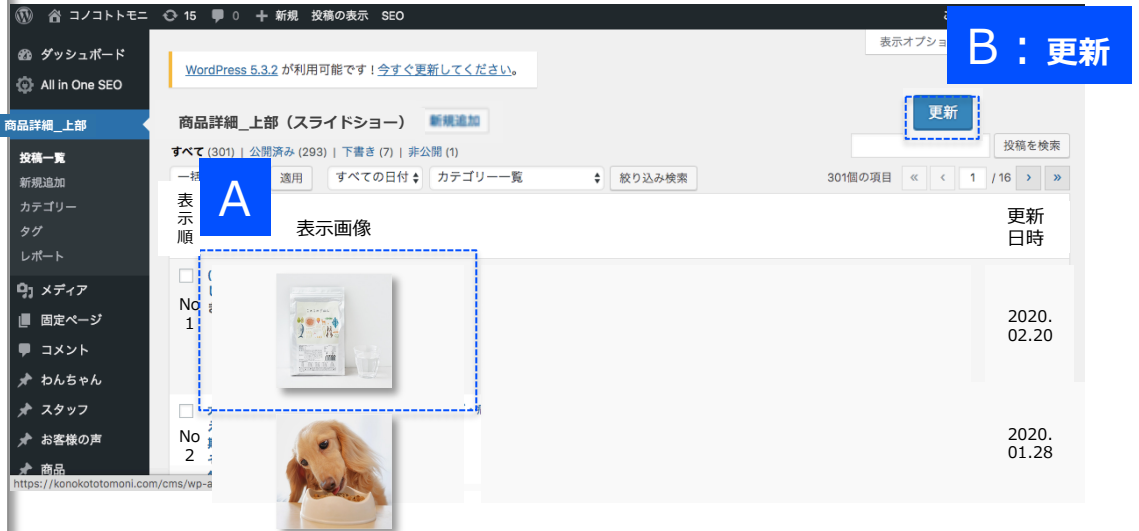 コノコトトモニ 15 0 新規 投稿の表示 SEO
B：更新
ダッシュボード
All in One SEO
商品詳細_上部
投稿一覧
新規追加
カテゴリー
タグ
レポート
メディア
固定ページ
コメント
わんちゃん
スタッフ
お客様の声
商品
https://konokototomoni.com/cms/wp-a
表示オプショ
WordPress 5.3.2 が利用可能です ! 今すぐ更新してください。
商品詳細_上部（スライドショー） 新規追加
更新
すべて (301) | 公開済み (293) | 下書き (7) | 非公開 (1)
投稿を検索
一括
適用 すべての日付 カテゴリー一覧 絞り込み検索
301個の項目 « ‹ 1 / 16 › »
A
表示順
表示画像
更新
日時
No
1
2020.
02.20
No
2
2020.
01.28